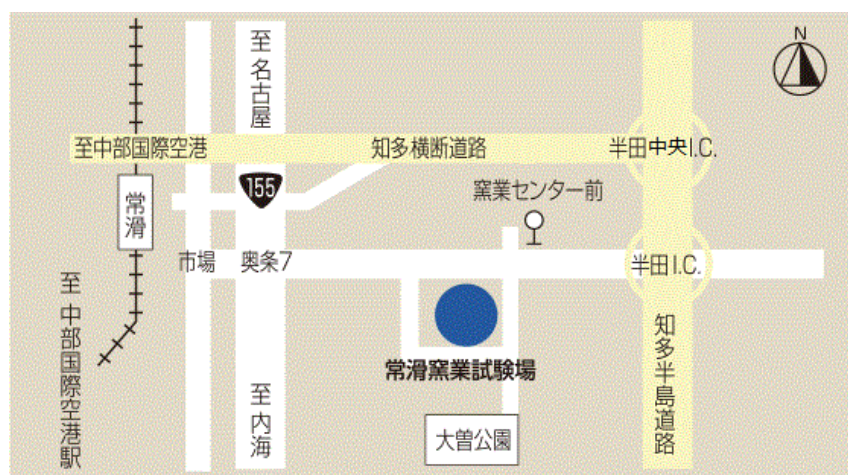 N
至名古屋
至中部国際空港
知多横断道路
半田中央I.C.
155
常滑
窯業センター前
市場
奥条7
半田I.C.
至 中部国際空港駅
知多半島道路
常滑窯業試験場
至内海
大曽公園